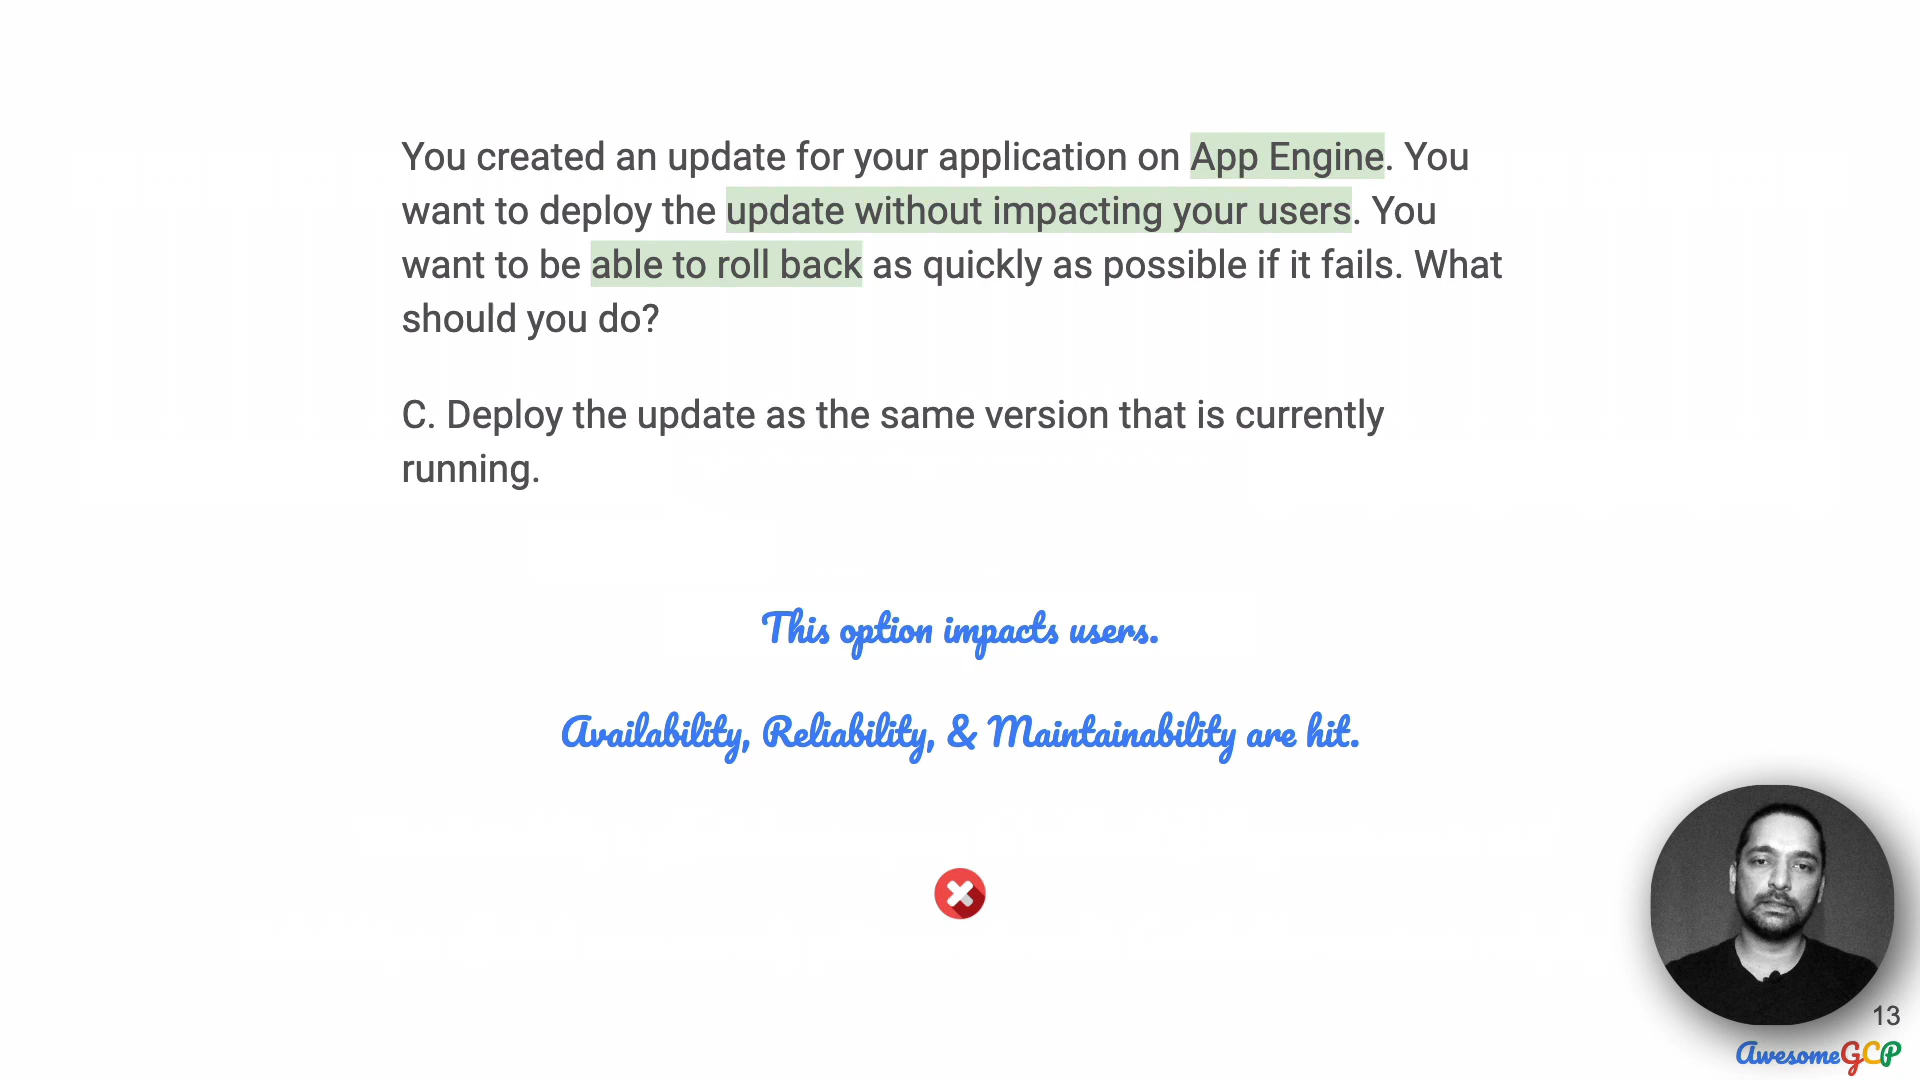 You created an update for your application on App Engine. You
want to deploy the update without impacting your users. You
want to be able to roll back as quickly as possible if it fails. What
should you do?
C. Deploy the update as the same version that is currently
running.
This option impacts users.
Availability, Reliability, & Maintainability are hit.
13
AwesomeGCP